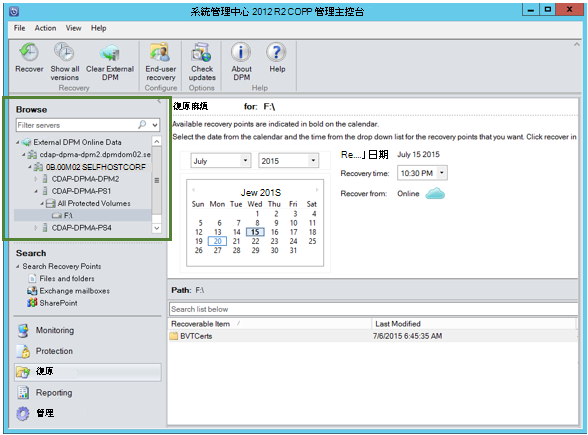 系統管理中心 2012 R2 COPP 管理主控台
File Action View Help
Recover
Show all versions
Clear External DPM
End-user recovery
Check updates
About DPM
Help
Recovery
Configure
Options
Help
Browse
Filter servers
External DPM Online Data
cdap-dpma-dpm2.dpmdom02.se
0B.00M02 SELFHOSTCORF
CDAP-DPMA-DPM2
CDAP-DPMA-PS1
All Protected Volumes
F:\
CDAP-DPMA-PS4
Search
Search Recovery Points
Files and folders
Exchange mailboxes
SharePoint
Monitoring
Protection
復原
Reporting
管理
復原麻煩 for: F:\
Available recovery points are indicated in bold on the calendar.
Select the date from the calendar and the time from the drop down list for the recovery points that you want. Click recover in
July 2015
Jew 201S
Sun Mon Tue Wed Thu Fri Sat
1 2 3 4
5 6 7 8 9 10 11
12 13 14 15 16 17 18
19 20 21 22 23 24 25
26 27 28 29 30 31
Re....」日期 July 15 2015
Recovery time: 10:30 PM
Recover from: Online
Path: F:\
Search list below
Recoverable Item / Last Modified
BVTCerts 7/6/2015 6:45:35 AM